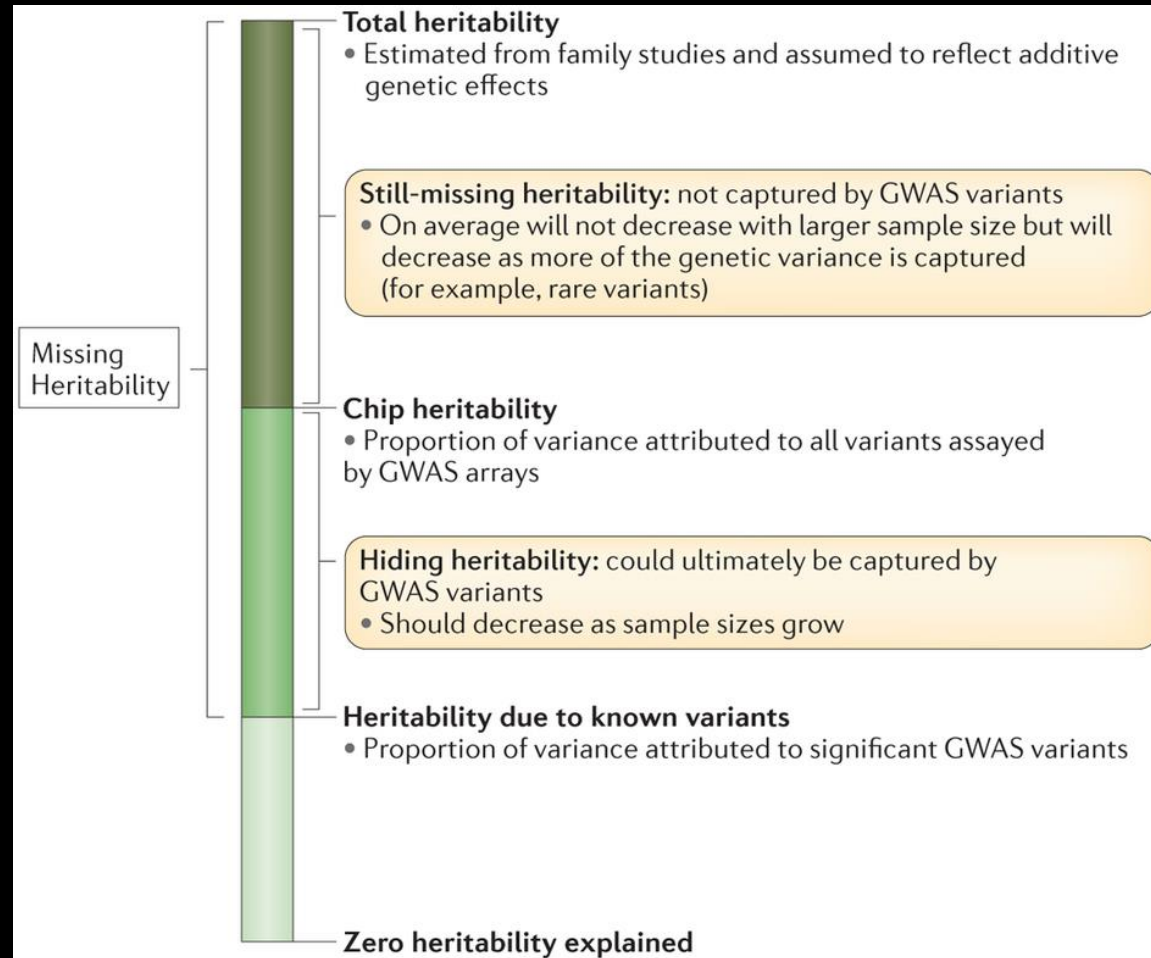 Total heritability
• Estimated from family studies and assumed to reflect additive
genetic effects
Still-missing heritability: not captured by GWAS variants
• On average will not decrease with larger sample size but will
decrease as more of the genetic variance is captured
(for example, rare variants)
Missing
Heritability
Chip heritability
• Proportion of variance attributed to all variants assayed
by GWAS arrays
Hiding heritability: could ultimately be captured by
GWAS variants
• Should decrease as sample sizes grow
Heritability due to known variants
• Proportion of variance attributed to significant GWAS variants
Zero heritability explained